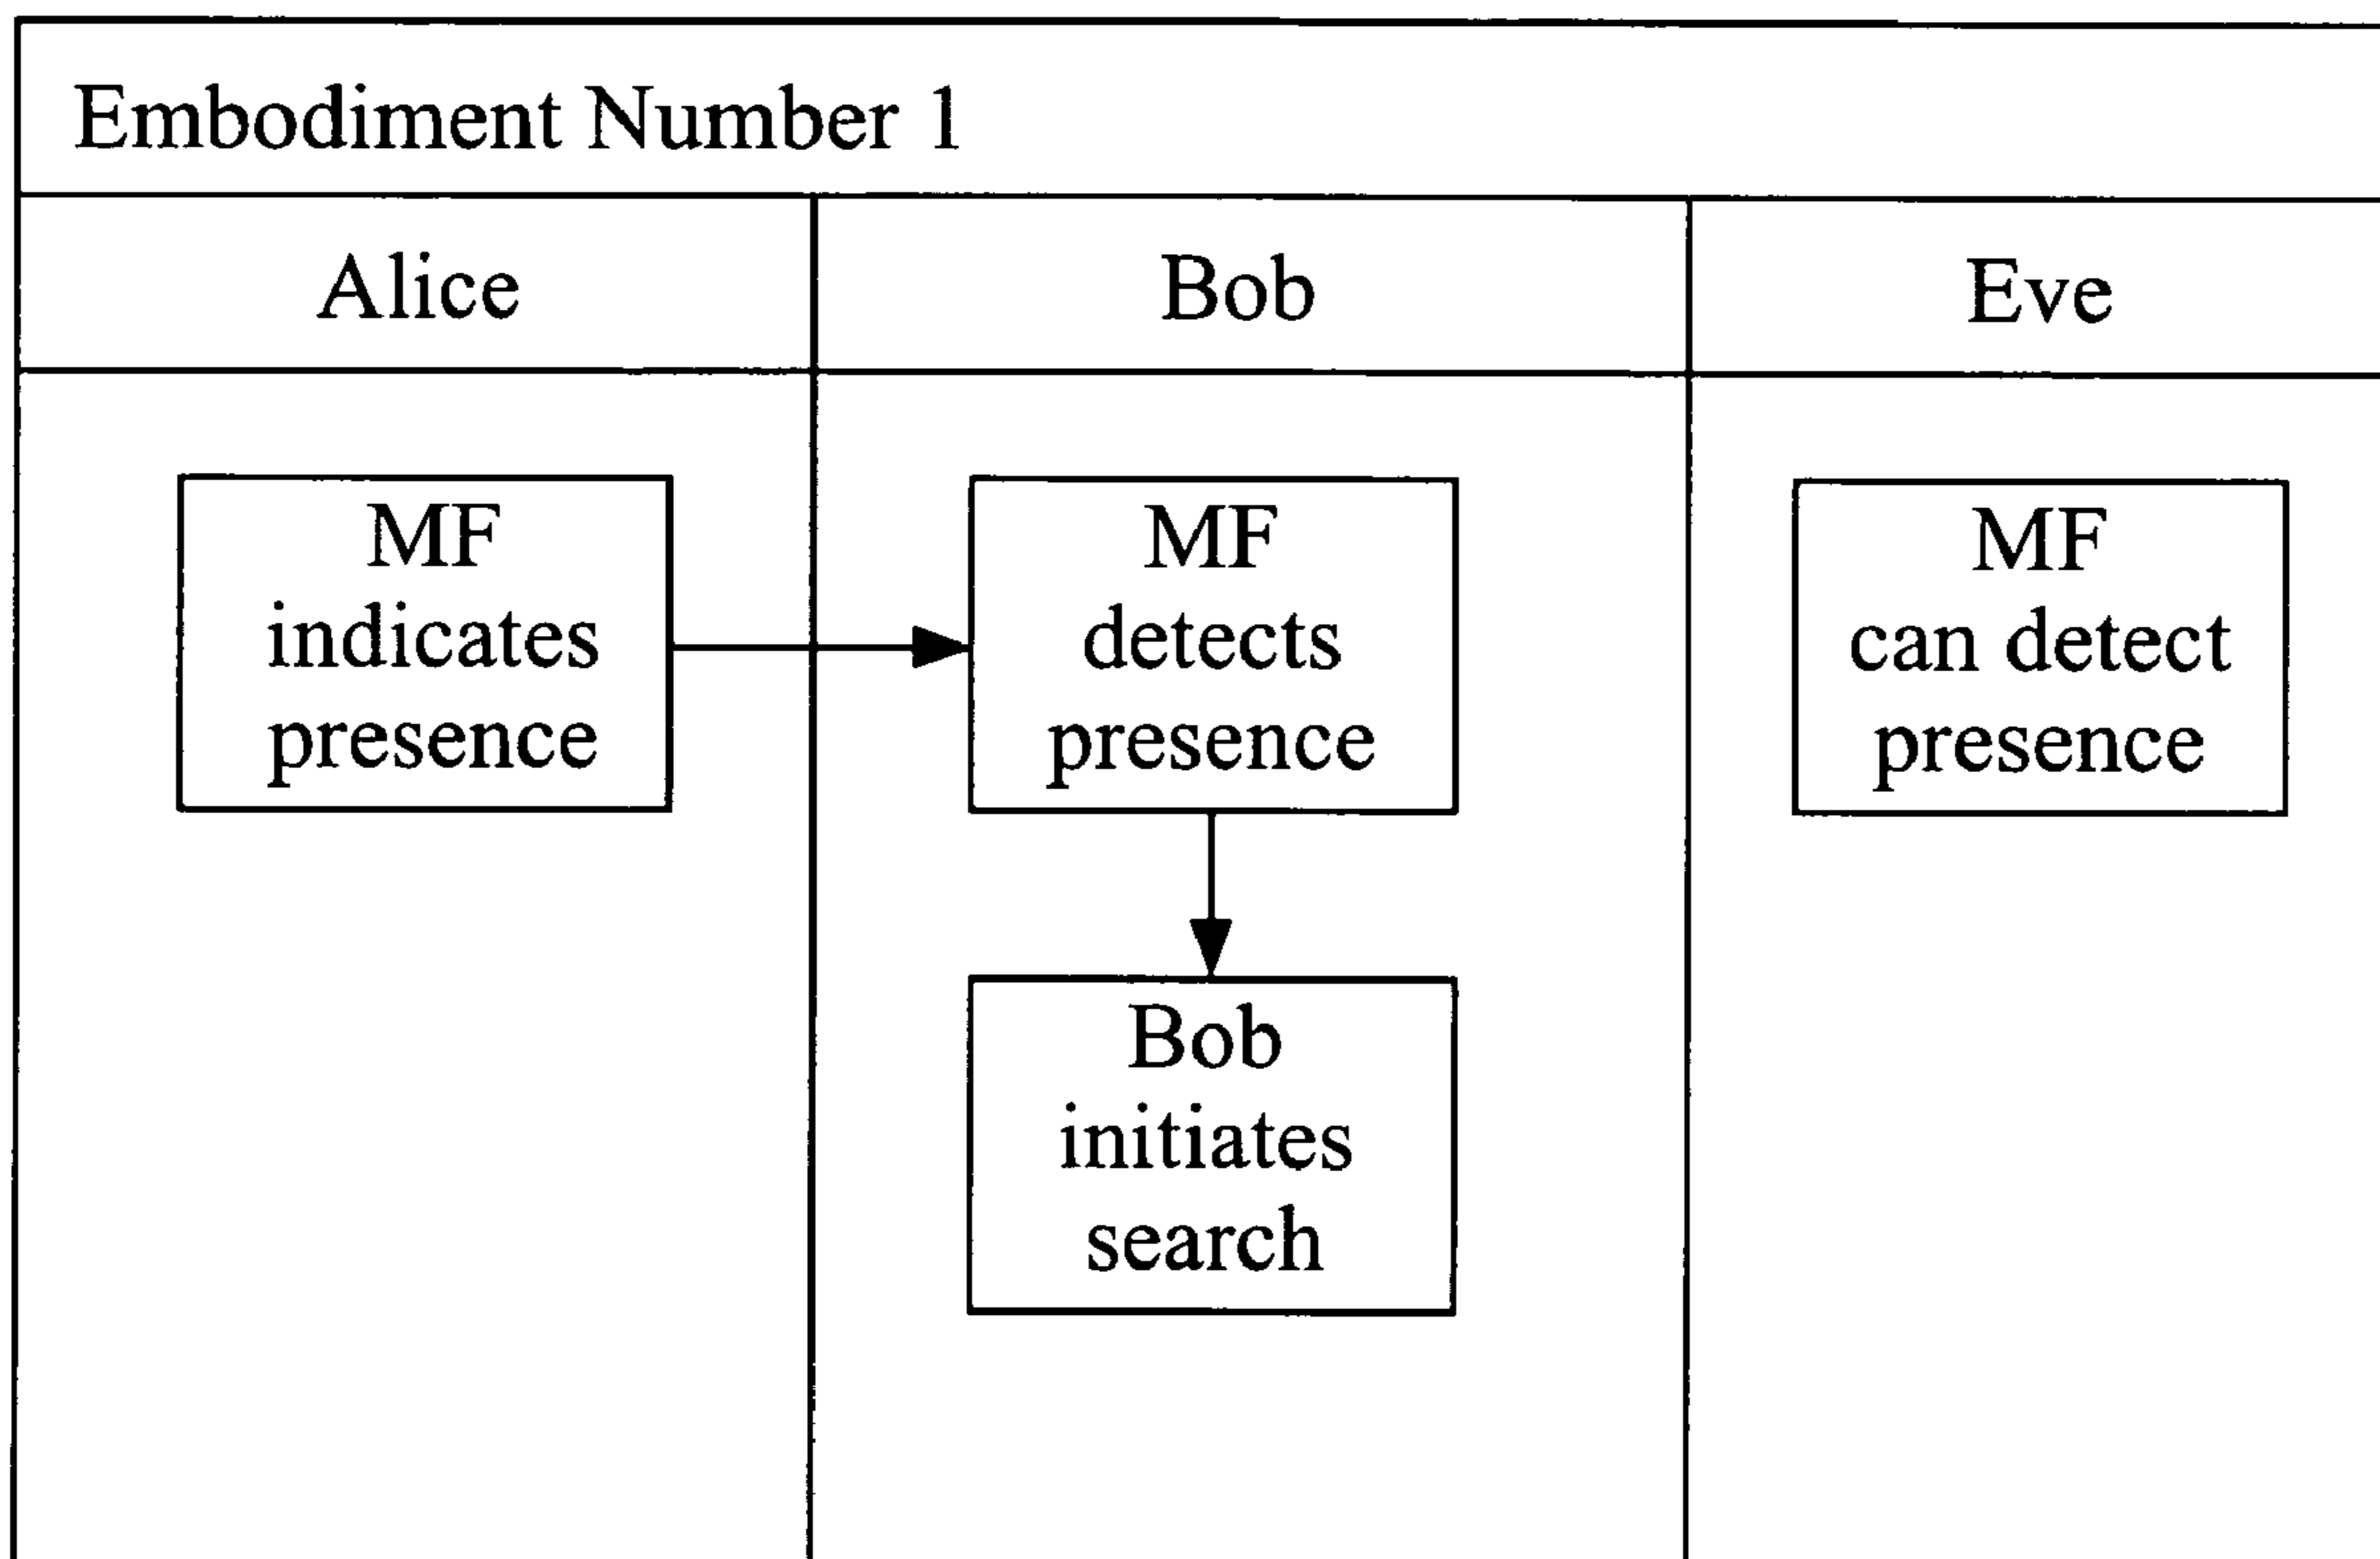 Embodiment Number 1
Alice
Bob
Eve
MF
indicates
presence
MF
detects
presence
MF
can detect
presence
Bob
initiates
search